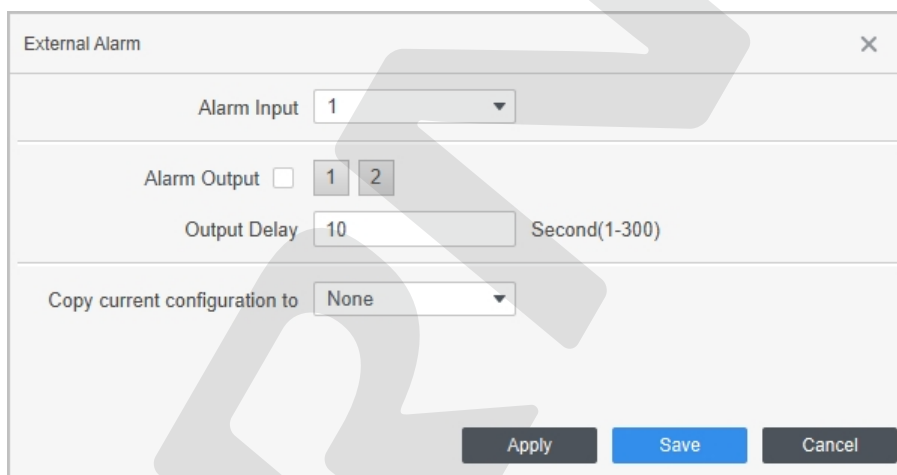 External Alarm
Alarm Input 1
Alarm Output 1 2
Output Delay 10 Second(1-300)
Copy current configuration to None
Apply Save Cancel